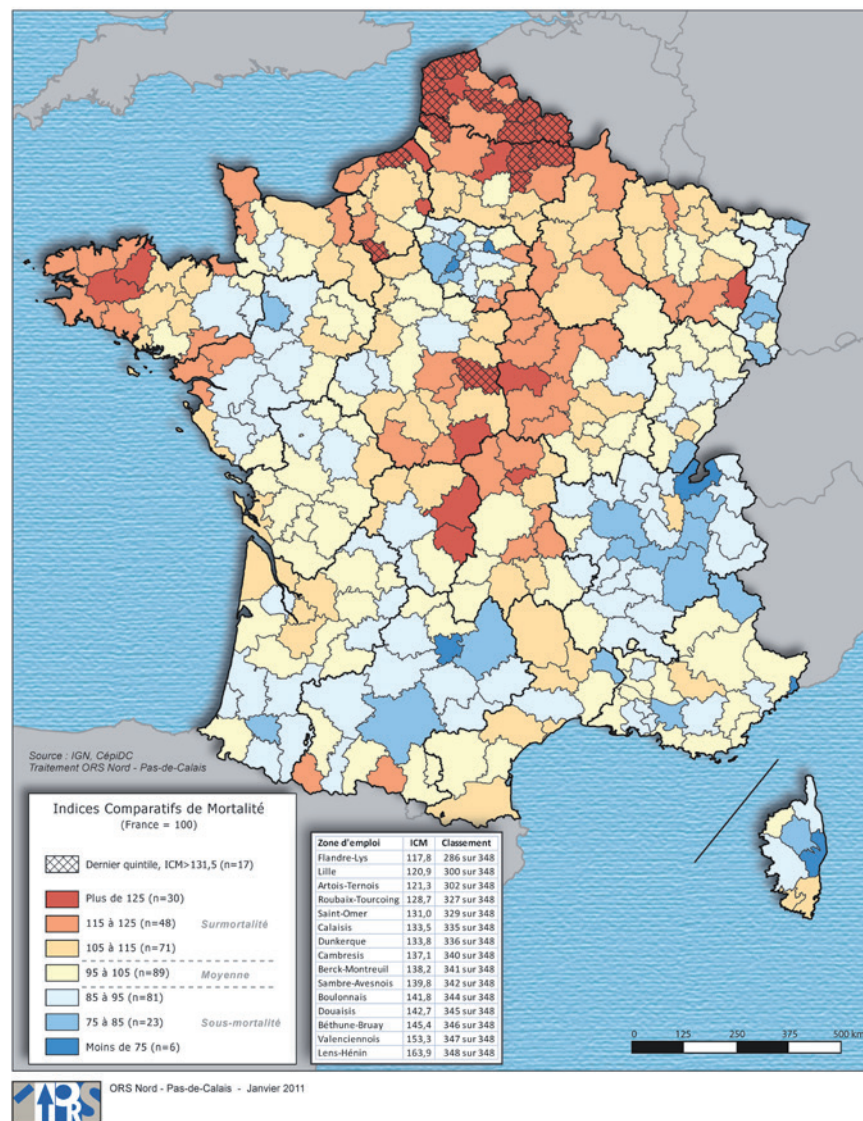 Source : IGN, CépiDC
Traitement ORS Nord - Pas-de-Calais
Indices Comparatifs de Mortalité
(France = 100)
Dernier quintile, ICM>131,5 (n=17)
Plus de 125 (n=30)
115 à 125 (n=48) Surmortalité
105 à 115 (n=71)
95 à 105 (n=89) Moyenne
85 à 95 (n=81)
75 à 85 (n=23) Sous-mortalité
Moins de 75 (n=6)
Zone d'emploi ICM Classement
Flandre-Lys 117,8 286 sur 348
Lille 120,9 300 sur 348
Artois-Ternois 121,3 302 sur 348
Roubaix-Tourcoing 128,7 327 sur 348
Saint-Omer 131,0 329 sur 348
Calaisis 133,5 335 sur 348
Dunkerque 133,8 336 sur 348
Cambresis 137,1 340 sur 348
Berck-Montreuil 138,2 341 sur 348
Sambre-Avesnois 139,8 342 sur 348
Boulonnais 141,8 344 sur 348
Douaisis 142,7 345 sur 348
Béthune-Bruay 145,4 346 sur 348
Valenciennois 153,3 347 sur 348
Lens-Hénin 163,9 348 sur 348
0 125 250 375 500 km
ORS
ORS Nord - Pas-de-Calais - Janvier 2011